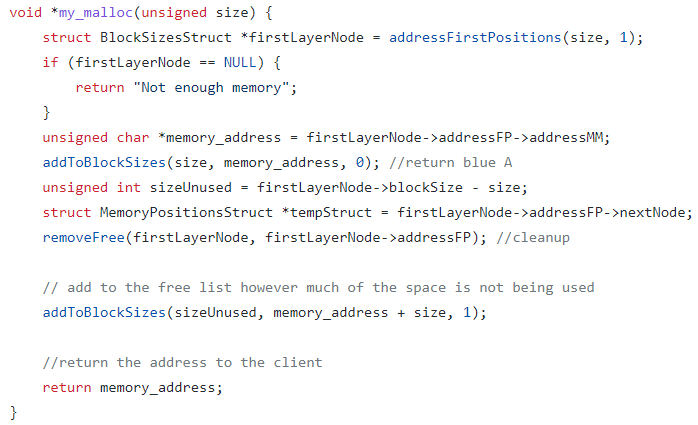 void *my_malloc(unsigned size) {
    struct BlockSizesStruct *firstLayerNode = addressFirstPositions(size, 1);
    if (firstLayerNode == NULL) {
        return "Not enough memory";
    }
    unsigned char *memory_address = firstLayerNode->addressFP->addressMM;
    addToBlockSizes(size, memory_address, 0); //return blue A
    unsigned int sizeUnused = firstLayerNode->blockSize - size;
    struct MemoryPositionsStruct *tempStruct = firstLayerNode->addressFP->nextNode;
    removeFree(firstLayerNode, firstLayerNode->addressFP); //cleanup

    // add to the free list however much of the space is not being used
    addToBlockSizes(sizeUnused, memory_address + size, 1);

    //return the address to the client
    return memory_address;
}